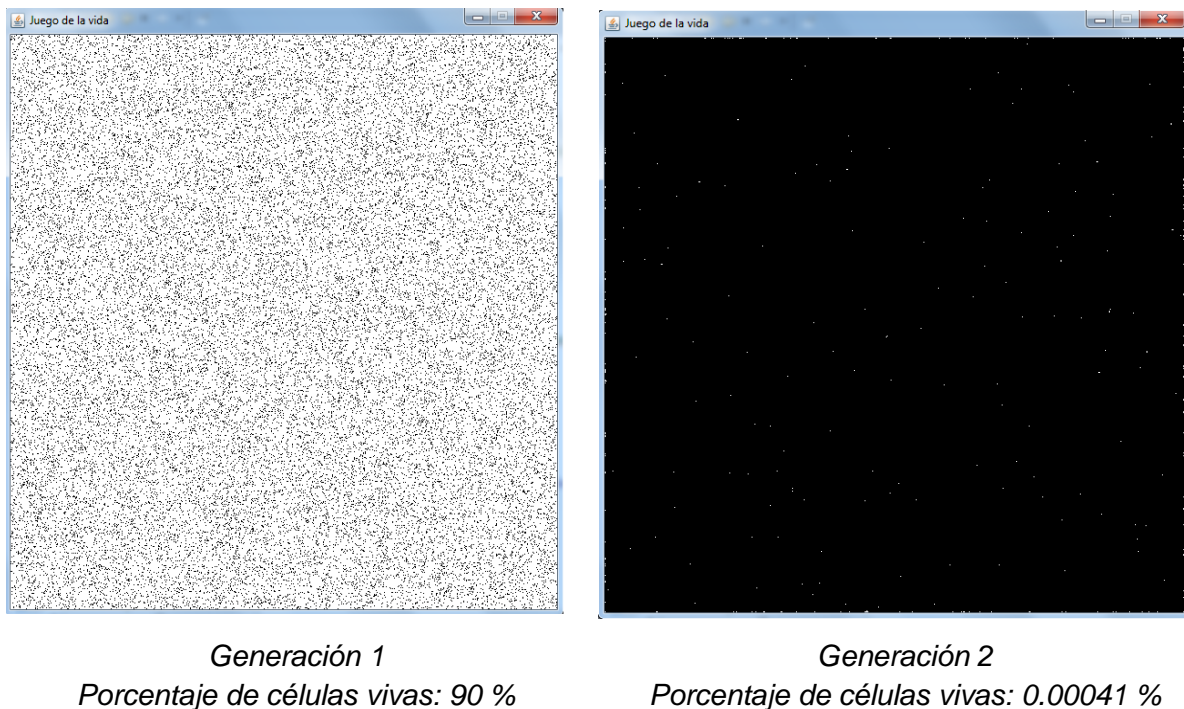 Juego de la vida
Juego de la vida
Generación 1
Porcentaje de células vivas: 90 %
Generación 2
Porcentaje de células vivas: 0.00041 %